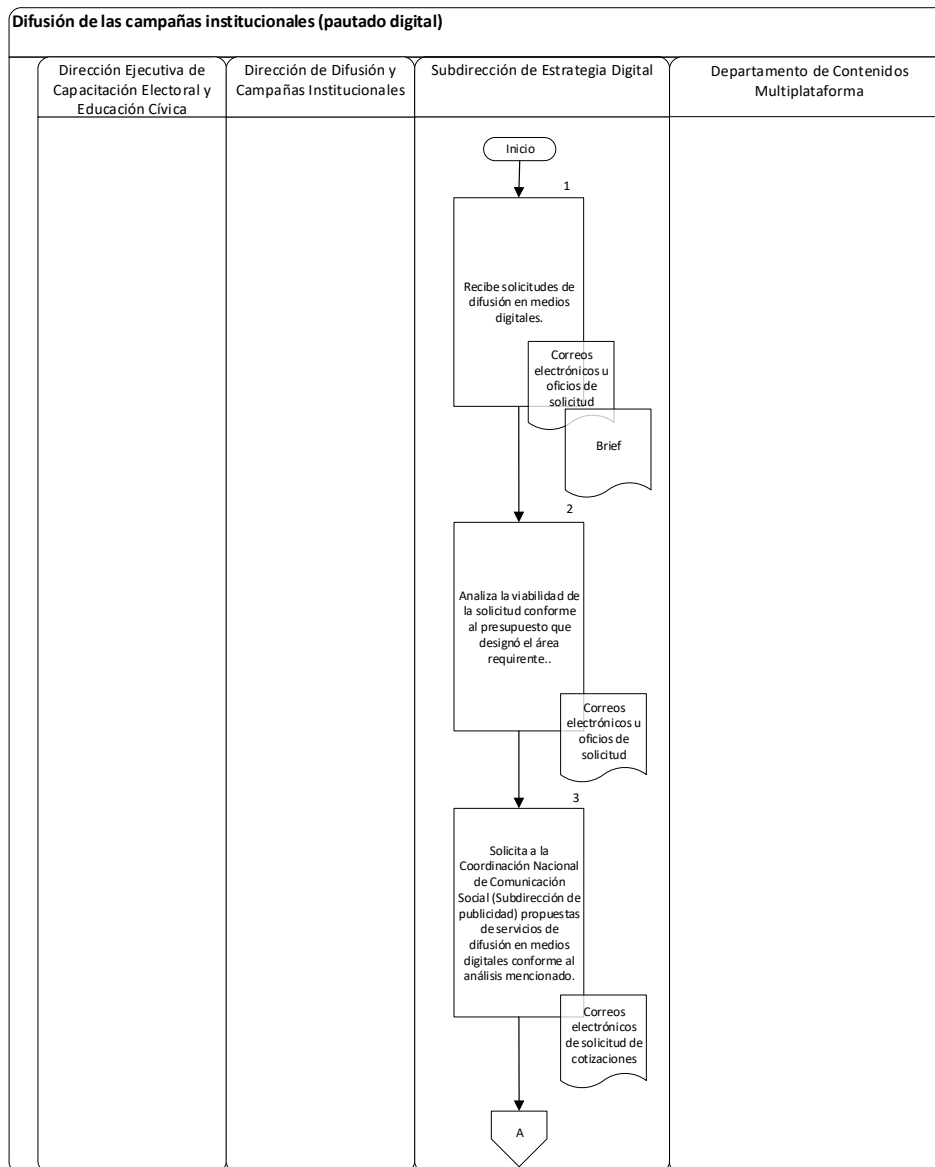 Difusión de las campañas institucionales (pautado digital)
Dirección Ejecutiva de
Capacitación Electoral y
Educación Cívica
Dirección de Difusión y
Campañas Institucionales
Subdirección de Estrategia Digital
Departamento de Contenidos
Multiplataforma
Inicio
1
Recibe solicitudes de
difusión en medios
digitales.
Correos
electrónicos u
oficios de
solicitud
Brief
2
Analiza la viabilidad de
la solicitud conforme
al presupuesto que
designó el área
requirente..
Correos
electrónicos u
oficios de
solicitud
3
Solicita a la
Coordinación Nacional
de Comunicación
Social (Subdirección de
publicidad) propuestas
de servicios de
difusión en medios
digitales conforme al
análisis mencionado.
Correos
electrónicos
de solicitud de
cotizaciones
A